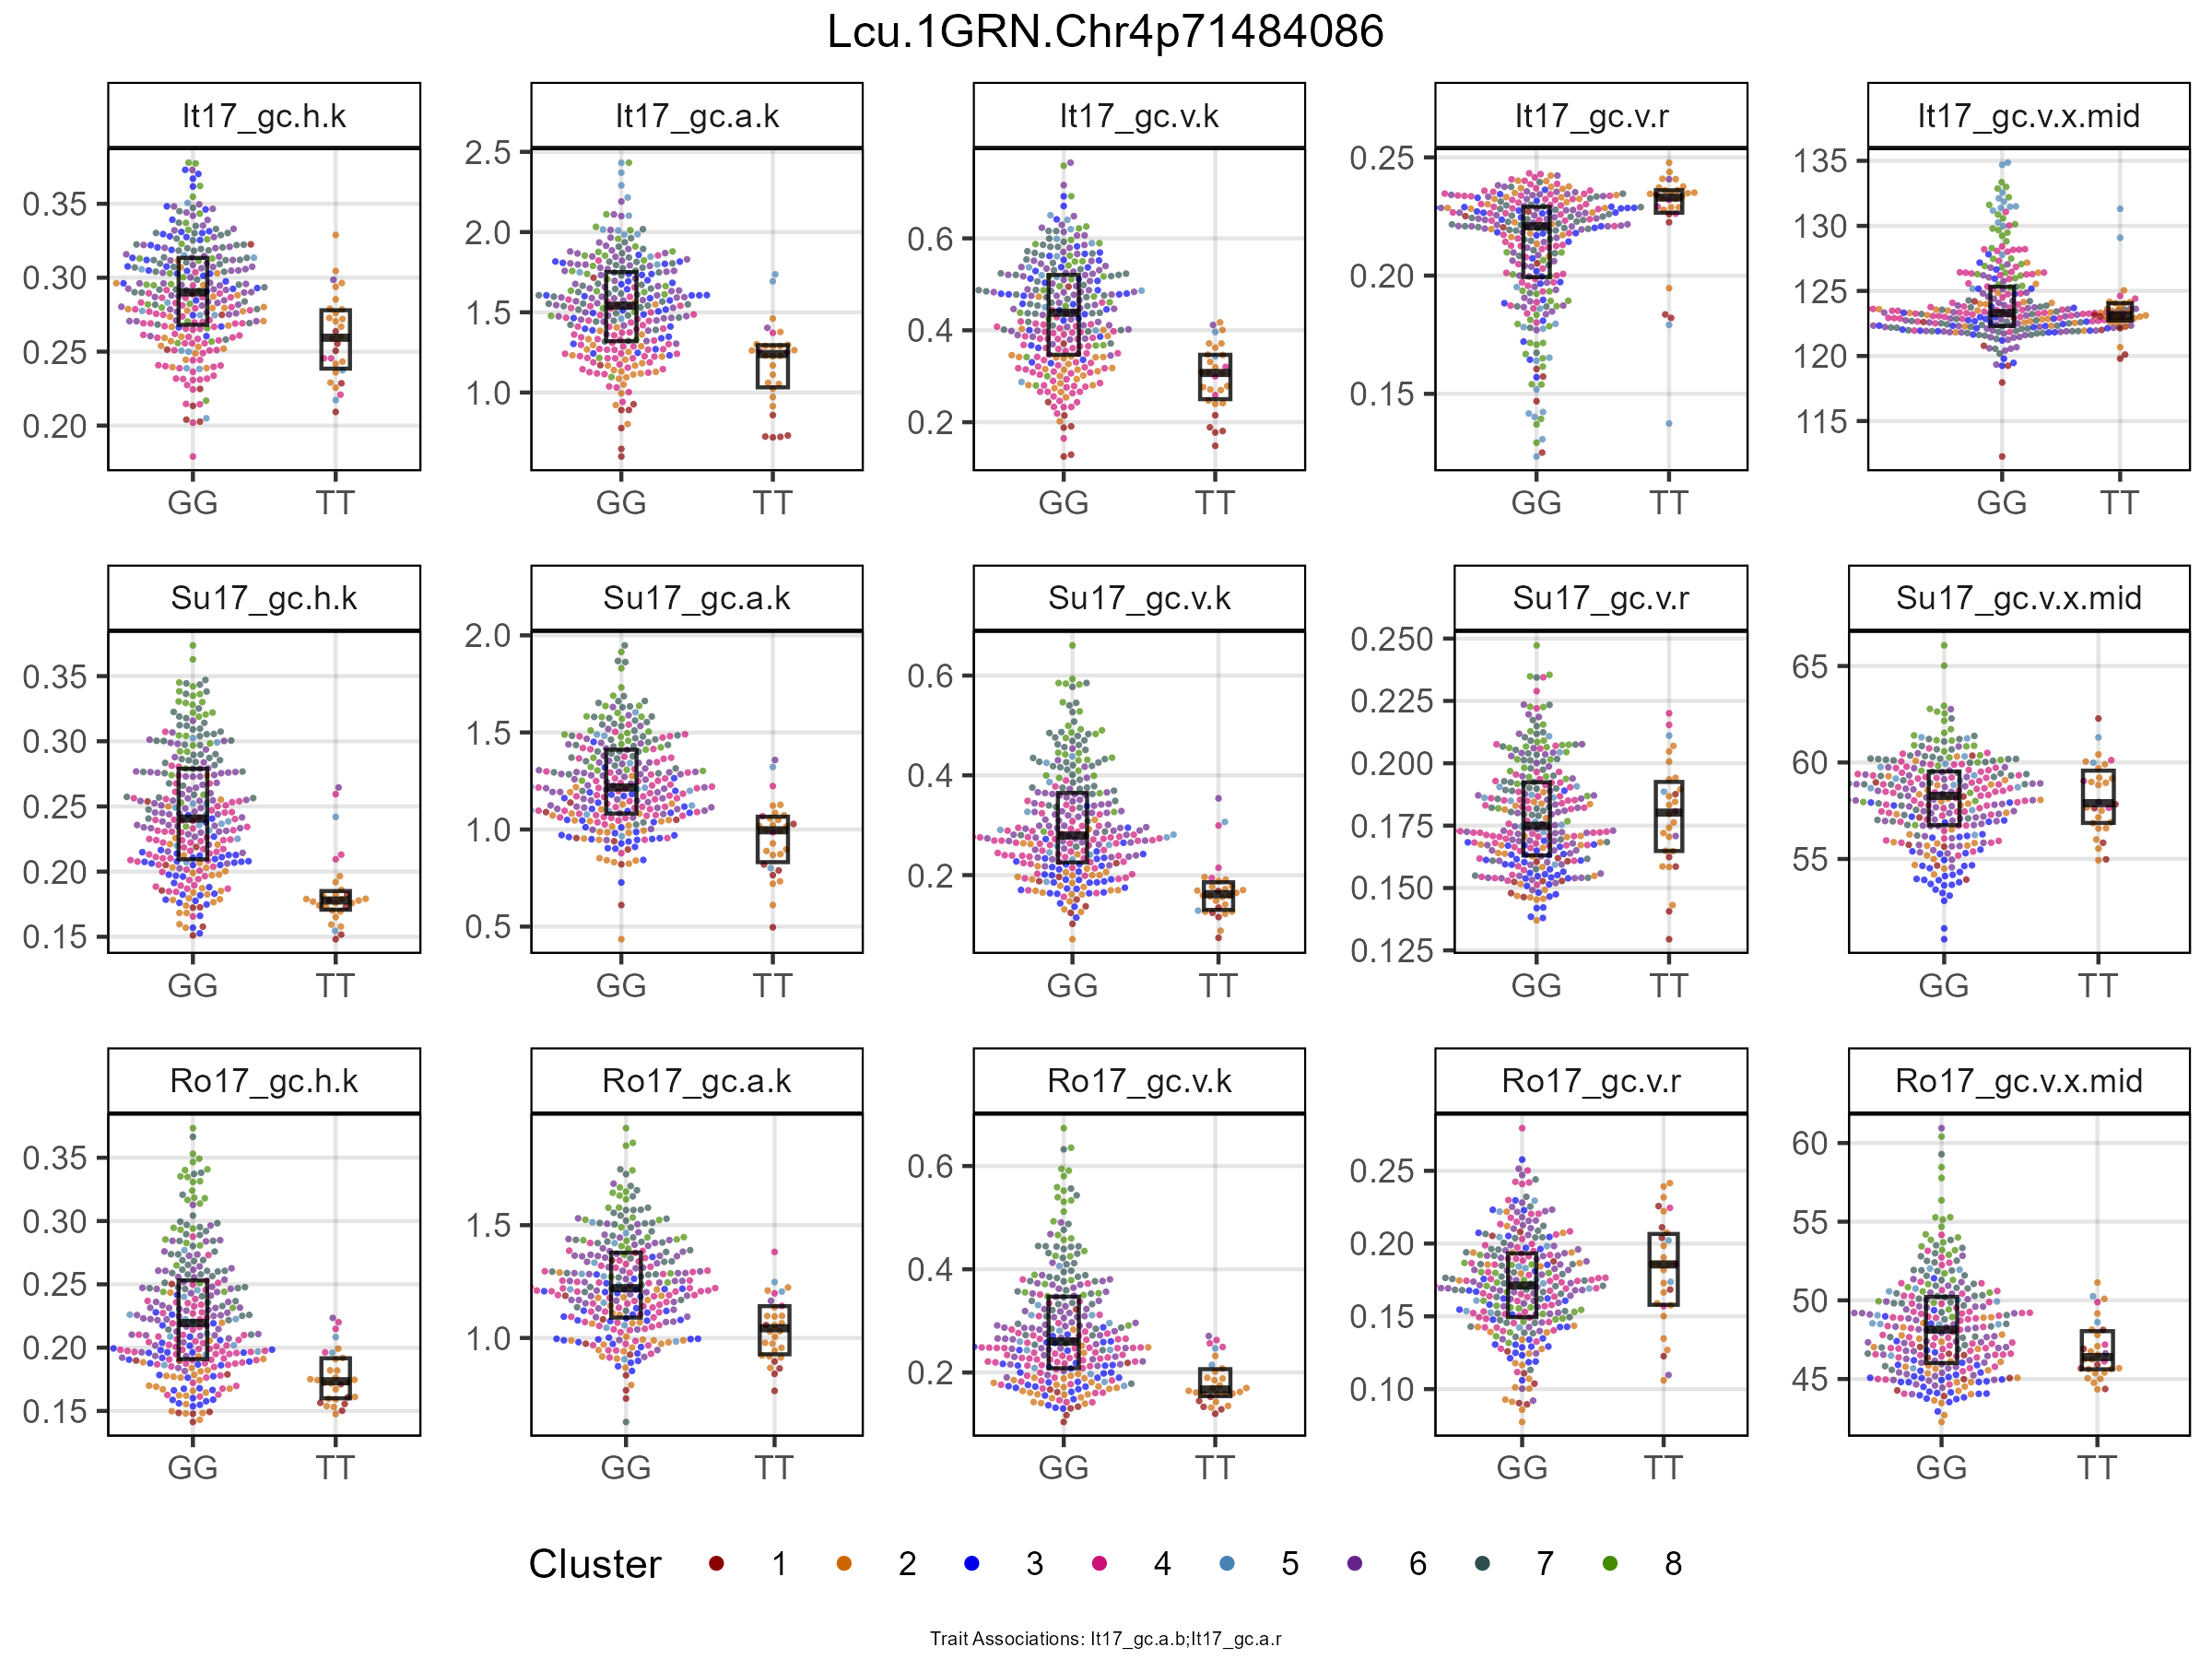 Lcu.1GRN.Chr4p71484086
It17_gc.h.k It17_gc.a.k It17_gc.v.k It17_gc.v.r It17_gc.v.x.mid
0.35 0.30 0.25 0.20
2.5 2.0 1.5 1.0
0.6 0.4 0.2
0.25 0.20 0.15
135 130 125 120 115
GG TT GG TT GG TT GG TT GG TT
Su17_gc.h.k Su17_gc.a.k Su17_gc.v.k Su17_gc.v.r Su17_gc.v.x.mid
0.35 0.30 0.25 0.20 0.15
2.0 1.5 1.0 0.5
0.6 0.4 0.2
0.250 0.225 0.200 0.175 0.150 0.125
65 60 55
GG TT GG TT GG TT GG TT GG TT
Ro17_gc.h.k Ro17_gc.a.k Ro17_gc.v.k Ro17_gc.v.r Ro17_gc.v.x.mid
0.35 0.30 0.25 0.20 0.15
1.5 1.0
0.6 0.4 0.2
0.25 0.20 0.15 0.10
60 55 50 45
GG TT GG TT GG TT GG TT GG TT
Cluster 1 2 3 4 5 6 7 8
Trait Associations: It17_gc.a.b;It17_gc.a.r